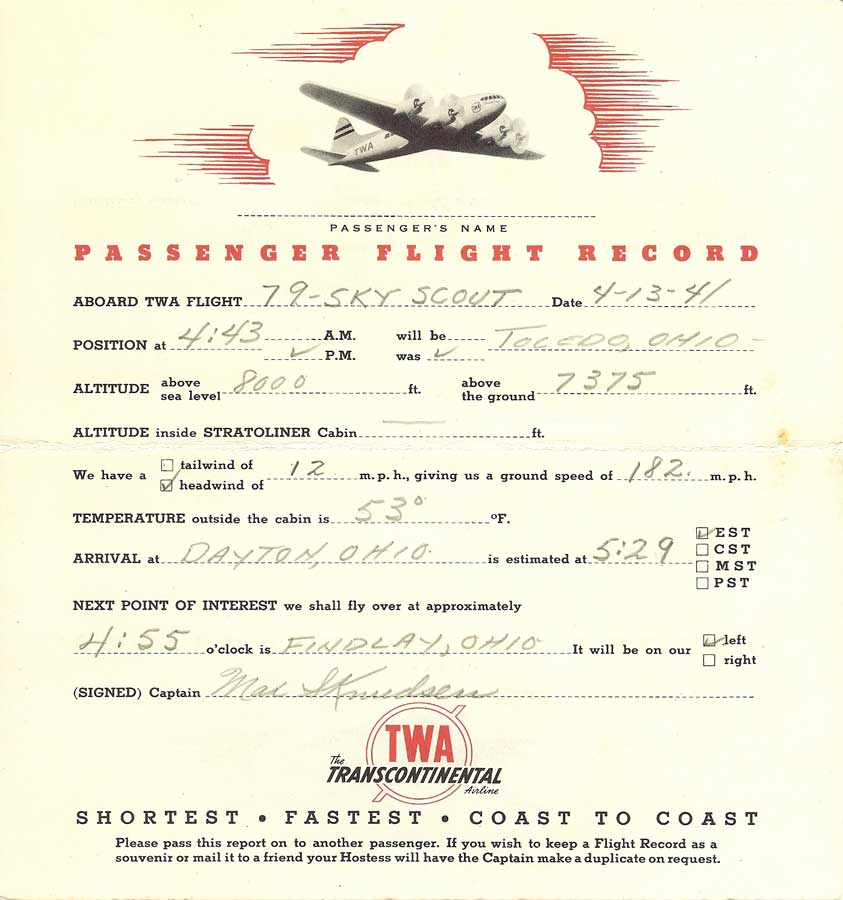 TWA
PASSENGER'S NAME
PASSENGER FLIGHT RECORD
ABOARD TWA FLIGHT 79-SKY SCOUT Date 4-13-41
POSITION at 4:43 A.M. will be TOLEDO, OHIO-
✓ P.M. was ✓
ALTITUDE above sea level 8000 ft. above the ground 7375 ft.
ALTITUDE inside STRATOLINER Cabin — ft.
We have a ☐ tailwind of
☑ headwind of 12 m.p.h., giving us a ground speed of 182. m.p.h.
TEMPERATURE outside the cabin is 53° °F.
ARRIVAL at DAYTON, OHIO. is estimated at 5:29 ☑ EST
☐ CST
☐ MST
☐ PST
NEXT POINT OF INTEREST we shall fly over at approximately
4:55 o'clock is FINDLAY, OHIO It will be on our ☑ left
☐ right
(SIGNED) Captain Knudsen
TWA
The
TRANSCONTINENTAL
Airline
SHORTEST • FASTEST • COAST TO COAST
Please pass this report on to another passenger. If you wish to keep a Flight Record as a
souvenir or mail it to a friend your Hostess will have the Captain make a duplicate on request.